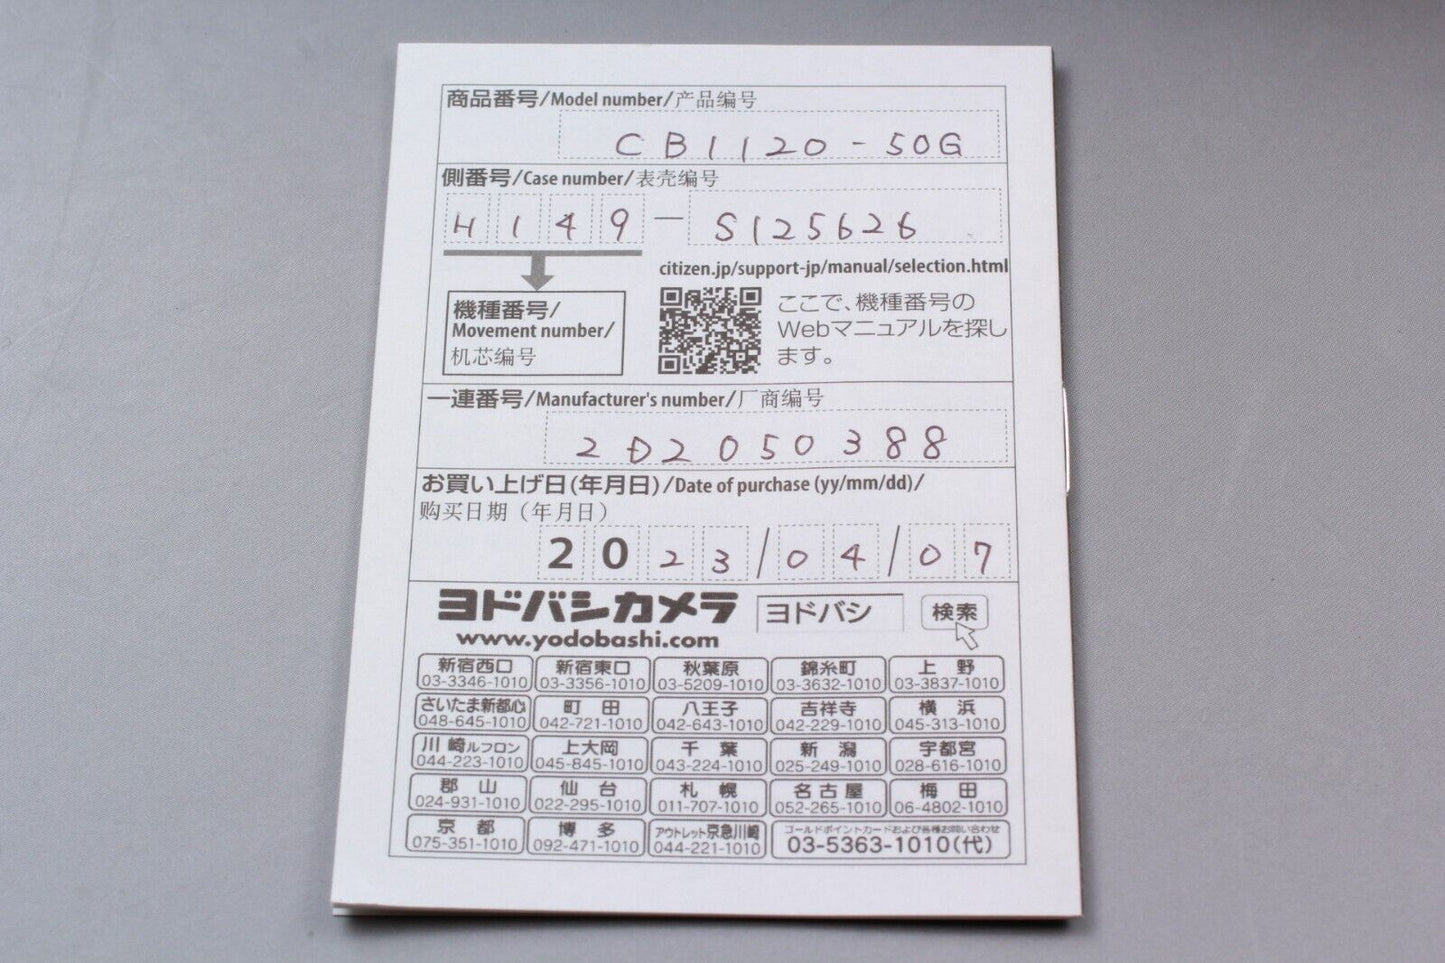 商品番号/Model number/产品编号
CB1120-50G
側番号/Case number/表壳编号
H149-S125626
citizen.jp/support-jp/manual/selection.html
機種番号/
Movement number/
机芯编号
ここで、機種番号の
Webマニュアルを探し
ます。
一連番号/Manufacturer's number/厂商编号
2D2050388
お買い上げ日(年月日)/Date of purchase (yy/mm/dd)/
购买日期（年月日）
2023/04/07
ヨドバシカメラ ヨドバシ 検索
www.yodobashi.com
新宿西口 新宿東口 秋葉原 錦糸町 上野
03-3346-1010 03-3356-1010 03-5209-1010 03-3632-1010 03-3837-1010
さいたま新都心 町田 八王子 吉祥寺 横浜
048-645-1010 042-721-1010 042-643-1010 042-229-1010 045-313-1010
川崎ルフロン 上大岡 千葉 新潟 宇都宮
044-223-1010 045-845-1010 043-224-1010 025-249-1010 028-616-1010
郡山 仙台 札幌 名古屋 梅田
024-931-1010 022-295-1010 011-707-1010 052-265-1010 06-4802-1010
京都 博多 アウトレット京急川崎 ゴールドポイントカードおよび各種お問い合わせ
075-351-1010 092-471-1010 044-221-1010 03-5363-1010(代)